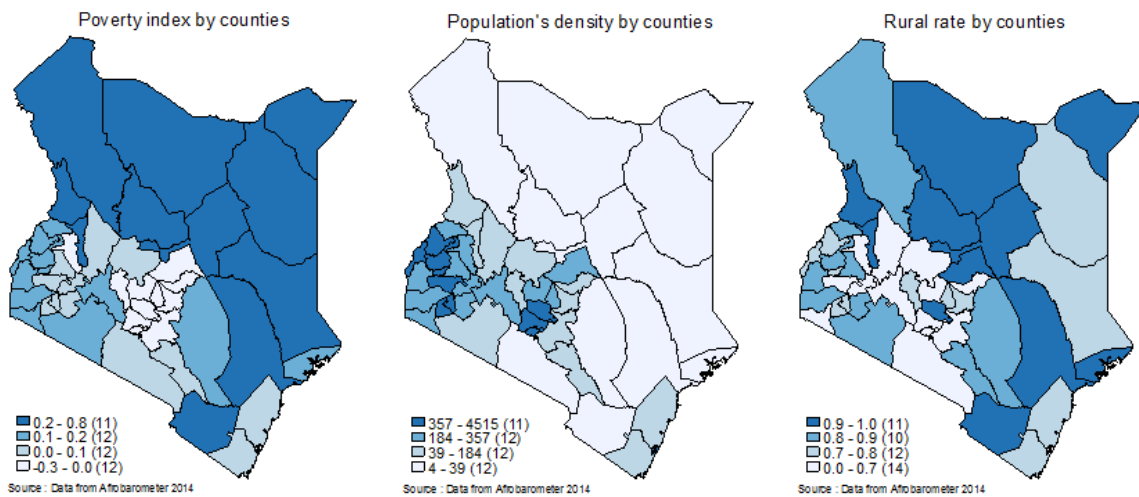 Poverty index by counties
0.2 - 0.8 (11)
0.1 - 0.2 (12)
0.0 - 0.1 (12)
-0.3 - 0.0 (12)
Source : Data from Afrobarometer 2014
Population's density by counties
357 - 4515 (11)
184 - 357 (12)
39 - 184 (12)
4 - 39 (12)
Source : Data from Afrobarometer 2014
Rural rate by counties
0.9 - 1.0 (11)
0.8 - 0.9 (10)
0.7 - 0.8 (12)
0.0 - 0.7 (14)
Source : Data from Afrobarometer 2014